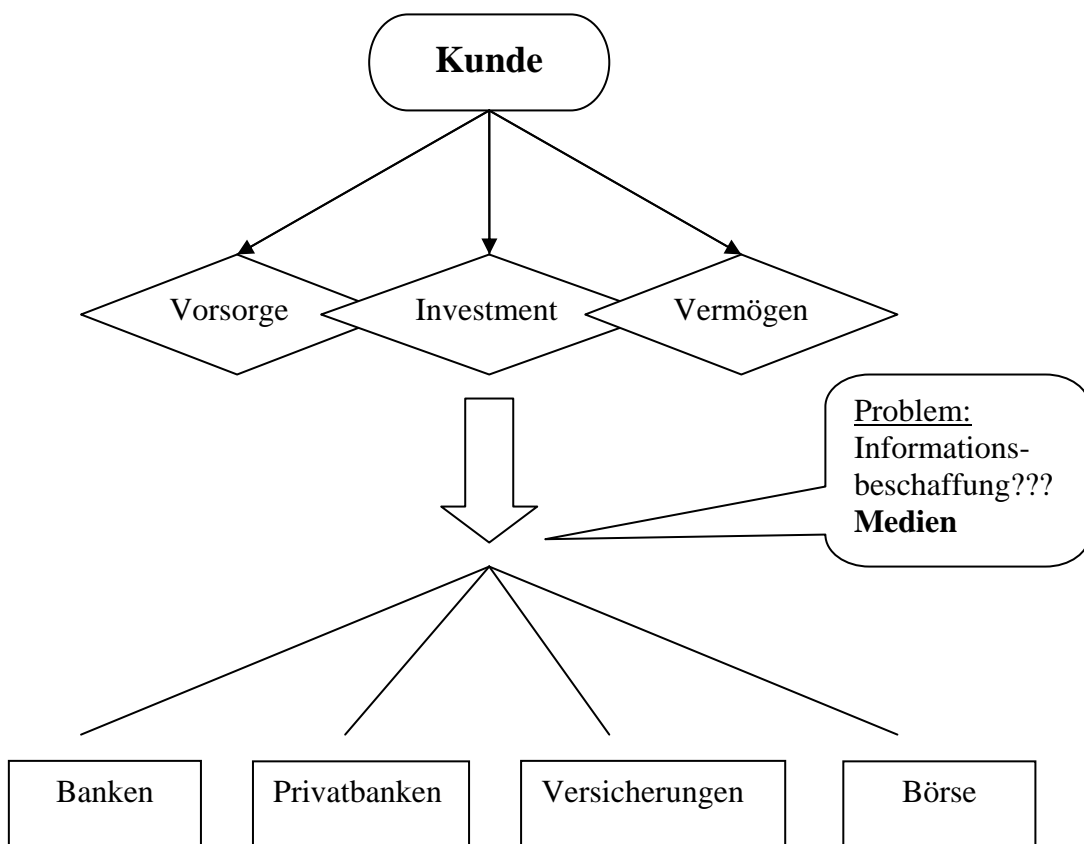 Kunde
Vorsorge
Investment
Vermögen
Problem:
Informations-
beschaffung???
Medien
Banken
Privatbanken
Versicherungen
Börse